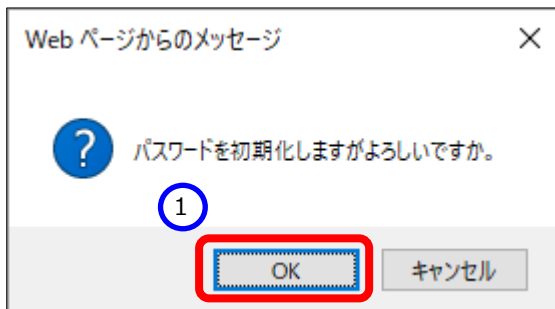 Web ページからのメッセージ
?
パスワードを初期化しますがよろしいですか。
1
OK
キャンセル